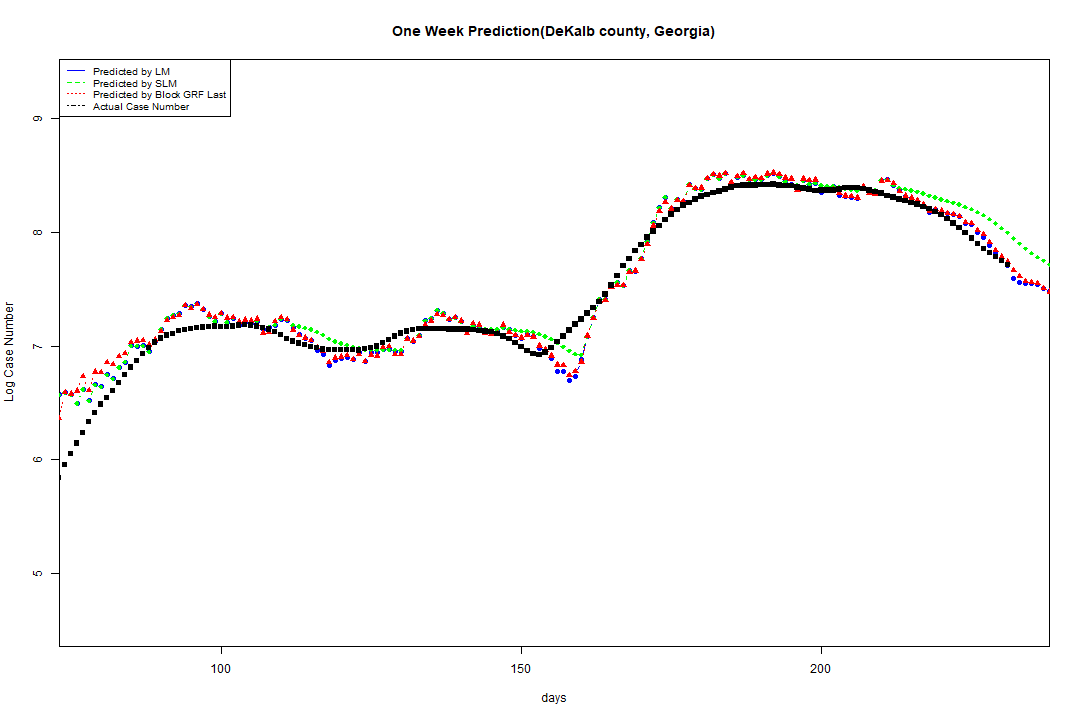 One Week Prediction(DeKalb county, Georgia)
Predicted by LM
Predicted by SLM
Predicted by Block GRF Last
Actual Case Number
9
8
7
6
5
Log Case Number
100 150 200
days